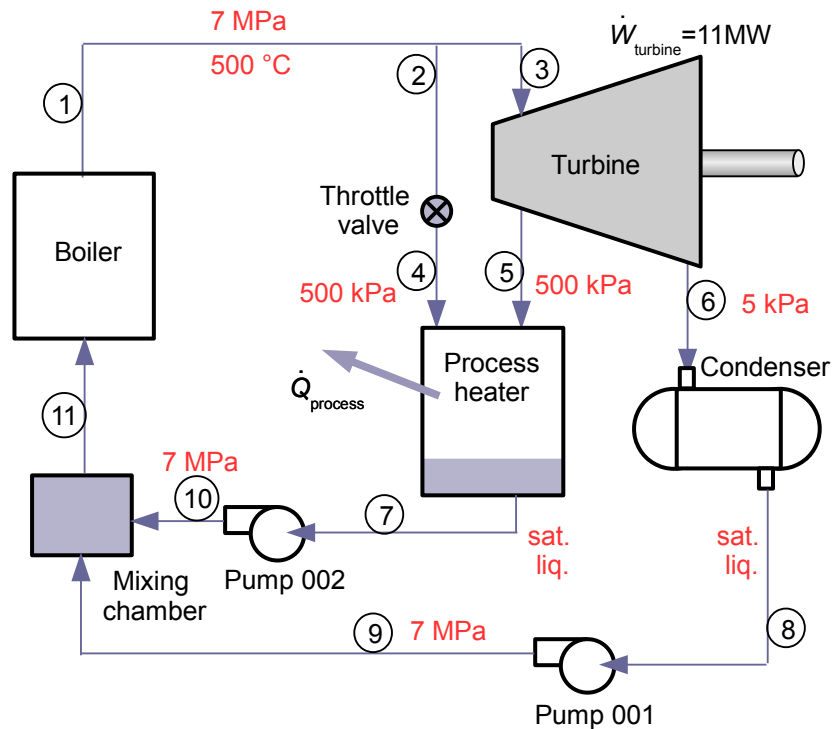 7 MPa
500 °C
Ẇturbine=11MW
1
2
3
Turbine
Throttle
valve
Boiler
4
5
500 kPa
500 kPa
6
5 kPa
Process
heater
Condenser
Q̇process
11
7 MPa
10
7
sat.
liq.
sat.
liq.
Pump 002
Mixing
chamber
9
7 MPa
8
Pump 001